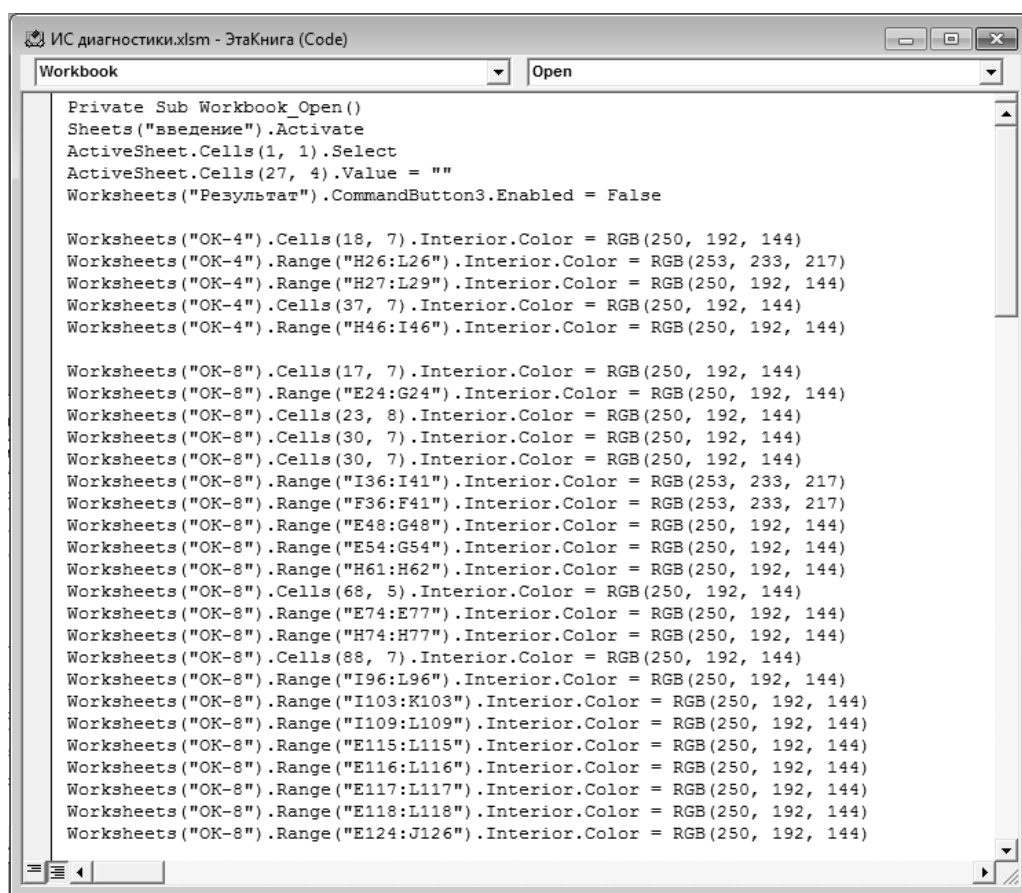 ИС диагностики.xlsm - ЭтаКнига (Code)
Workbook Open
Private Sub Workbook_Open()
Sheets("введение").Activate
ActiveSheet.Cells(1, 1).Select
ActiveSheet.Cells(27, 4).Value = ""
Worksheets("Результат").CommandButton3.Enabled = False
Worksheets("ОК-4").Cells(18, 7).Interior.Color = RGB(250, 192, 144)
Worksheets("ОК-4").Range("H26:L26").Interior.Color = RGB(253, 233, 217)
Worksheets("ОК-4").Range("H27:L29").Interior.Color = RGB(250, 192, 144)
Worksheets("ОК-4").Cells(37, 7).Interior.Color = RGB(250, 192, 144)
Worksheets("ОК-4").Range("H46:I46").Interior.Color = RGB(250, 192, 144)
Worksheets("ОК-8").Cells(17, 7).Interior.Color = RGB(250, 192, 144)
Worksheets("ОК-8").Range("E24:G24").Interior.Color = RGB(250, 192, 144)
Worksheets("ОК-8").Cells(23, 8).Interior.Color = RGB(250, 192, 144)
Worksheets("ОК-8").Cells(30, 7).Interior.Color = RGB(250, 192, 144)
Worksheets("ОК-8").Cells(30, 7).Interior.Color = RGB(250, 192, 144)
Worksheets("ОК-8").Range("I36:I41").Interior.Color = RGB(253, 233, 217)
Worksheets("ОК-8").Range("F36:F41").Interior.Color = RGB(253, 233, 217)
Worksheets("ОК-8").Range("E48:G48").Interior.Color = RGB(250, 192, 144)
Worksheets("ОК-8").Range("E54:G54").Interior.Color = RGB(250, 192, 144)
Worksheets("ОК-8").Range("H61:H62").Interior.Color = RGB(250, 192, 144)
Worksheets("ОК-8").Cells(68, 5).Interior.Color = RGB(250, 192, 144)
Worksheets("ОК-8").Range("E74:E77").Interior.Color = RGB(250, 192, 144)
Worksheets("ОК-8").Range("H74:H77").Interior.Color = RGB(250, 192, 144)
Worksheets("ОК-8").Cells(88, 7).Interior.Color = RGB(250, 192, 144)
Worksheets("ОК-8").Range("I96:L96").Interior.Color = RGB(250, 192, 144)
Worksheets("ОК-8").Range("I103:K103").Interior.Color = RGB(250, 192, 144)
Worksheets("ОК-8").Range("I109:L109").Interior.Color = RGB(250, 192, 144)
Worksheets("ОК-8").Range("E115:L115").Interior.Color = RGB(250, 192, 144)
Worksheets("ОК-8").Range("E116:L116").Interior.Color = RGB(250, 192, 144)
Worksheets("ОК-8").Range("E117:L117").Interior.Color = RGB(250, 192, 144)
Worksheets("ОК-8").Range("E118:L118").Interior.Color = RGB(250, 192, 144)
Worksheets("ОК-8").Range("E124:J126").Interior.Color = RGB(250, 192, 144)